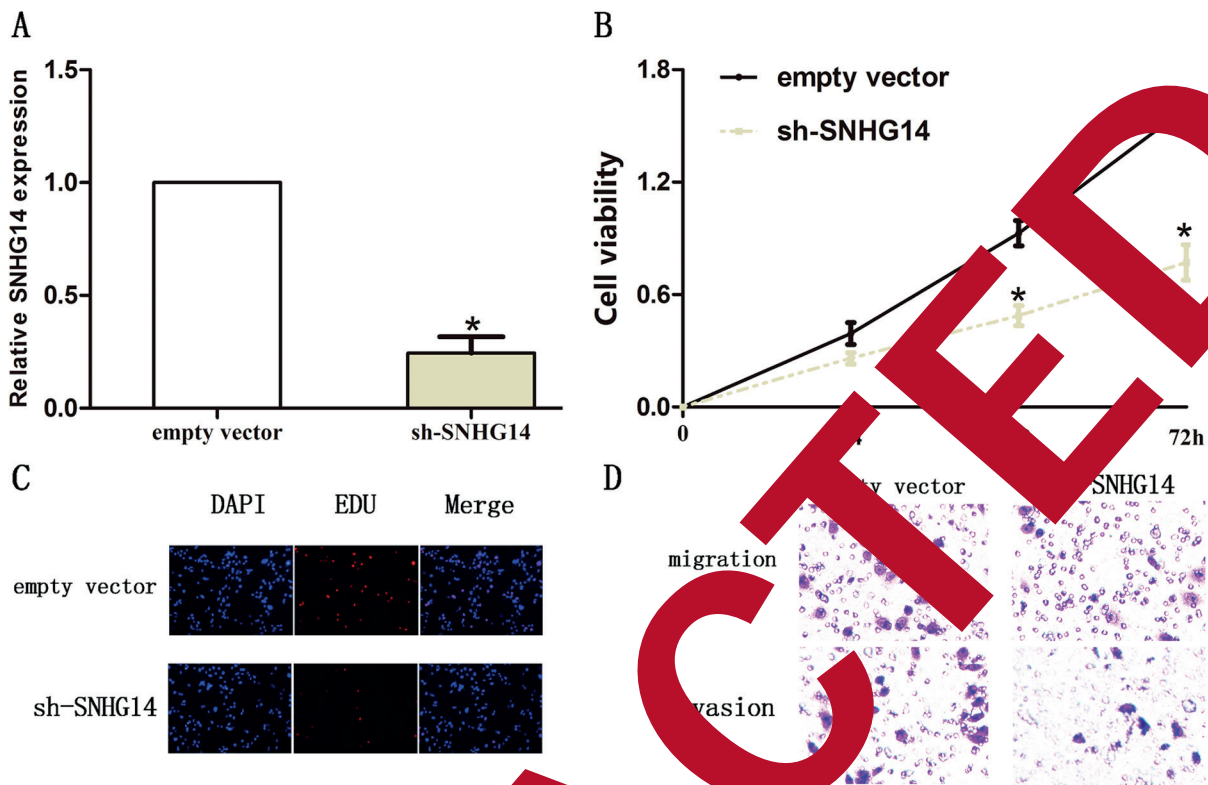 A
Relative SNHG14 expression
1.5
1.0
0.5
0.0
*
empty vector
sh-SNHG14
B
Cell viability
1.8
1.2
0.6
0.0
empty vector
sh-SNHG14
*
*
0
72h
C
DAPI EDU Merge
empty vector
sh-SNHG14
D
vector
SNHG14
migration
CTED